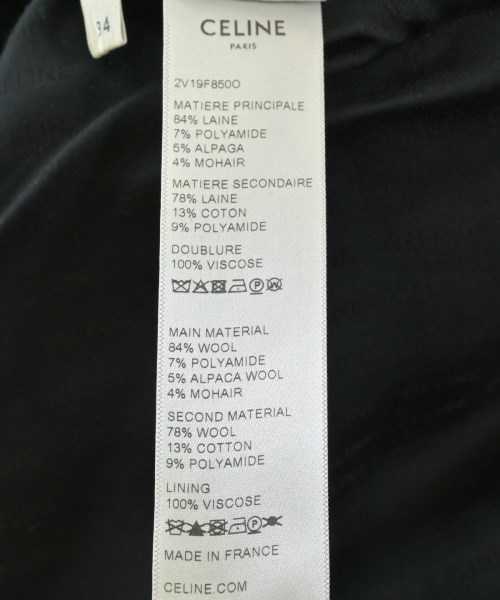 34
CELINE
CELINE
PARIS
2V19F850O
MATIERE PRINCIPALE
84% LAINE
7% POLYAMIDE
5% ALPAGA
4% MOHAIR
MATIERE SECONDAIRE
78% LAINE
13% COTON
9% POLYAMIDE
DOUBLURE
100% VISCOSE
MAIN MATERIAL
84% WOOL
7% POLYAMIDE
5% ALPACA WOOL
4% MOHAIR
SECOND MATERIAL
78% WOOL
13% COTTON
9% POLYAMIDE
LINING
100% VISCOSE
MADE IN FRANCE
CELINE.COM